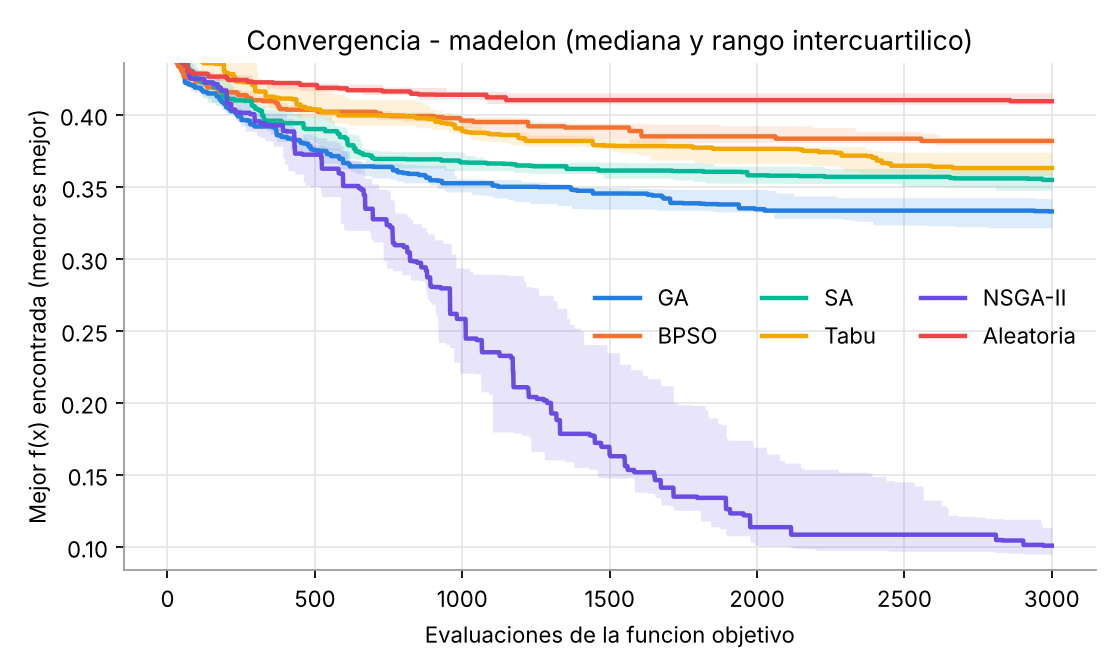 Convergencia - madelon (mediana y rango intercuartilico)
Mejor f(x) encontrada (menor es mejor)
0.40
0.35
0.30
0.25
0.20
0.15
0.10
GA SA NSGA-II
BPSO Tabu Aleatoria
0 500 1000 1500 2000 2500 3000
Evaluaciones de la funcion objetivo